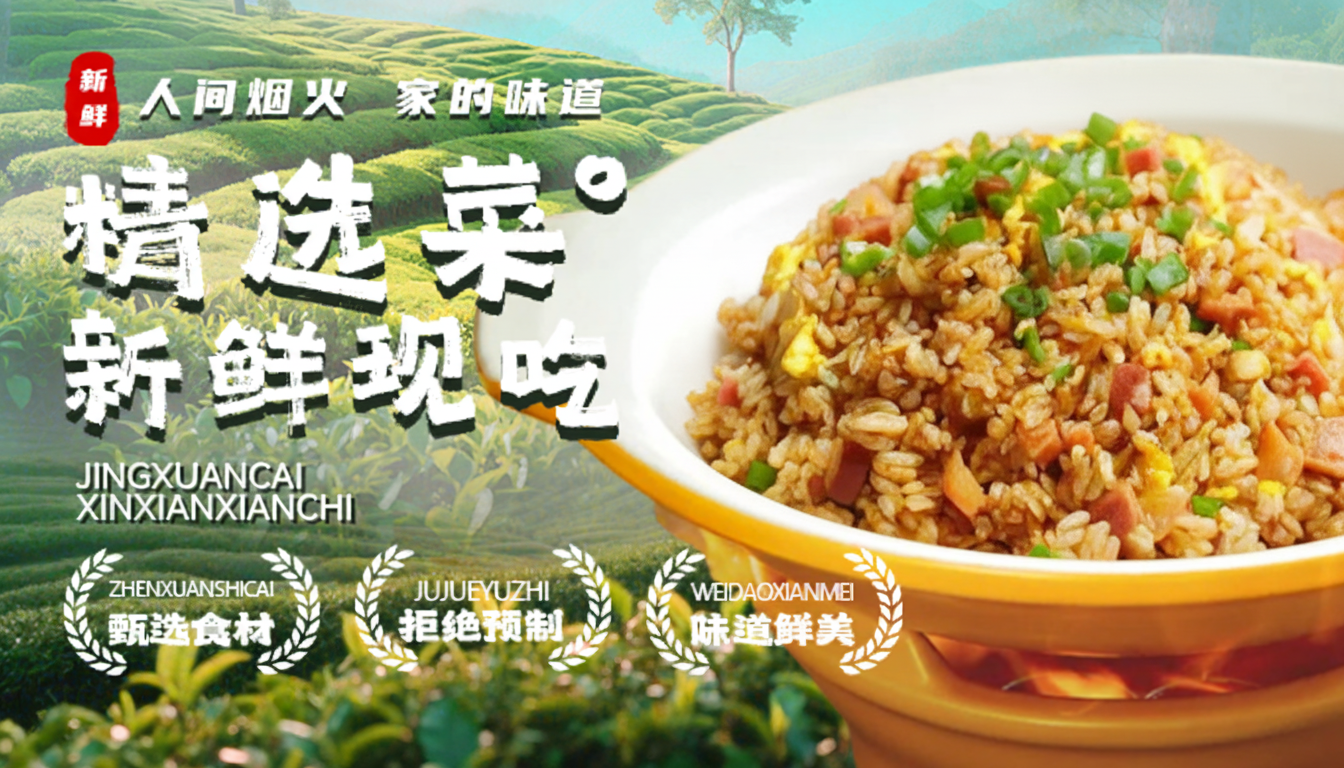 新鲜
人间烟火 家的味道
精选菜
新鲜现吃
JINGXUANCAI
XINXIANXIANCHI
ZHENXUANSHICAI
甄选食材
JUJUEYUZHI
拒绝预制
WEIDAOXIANMEI
味道鲜美